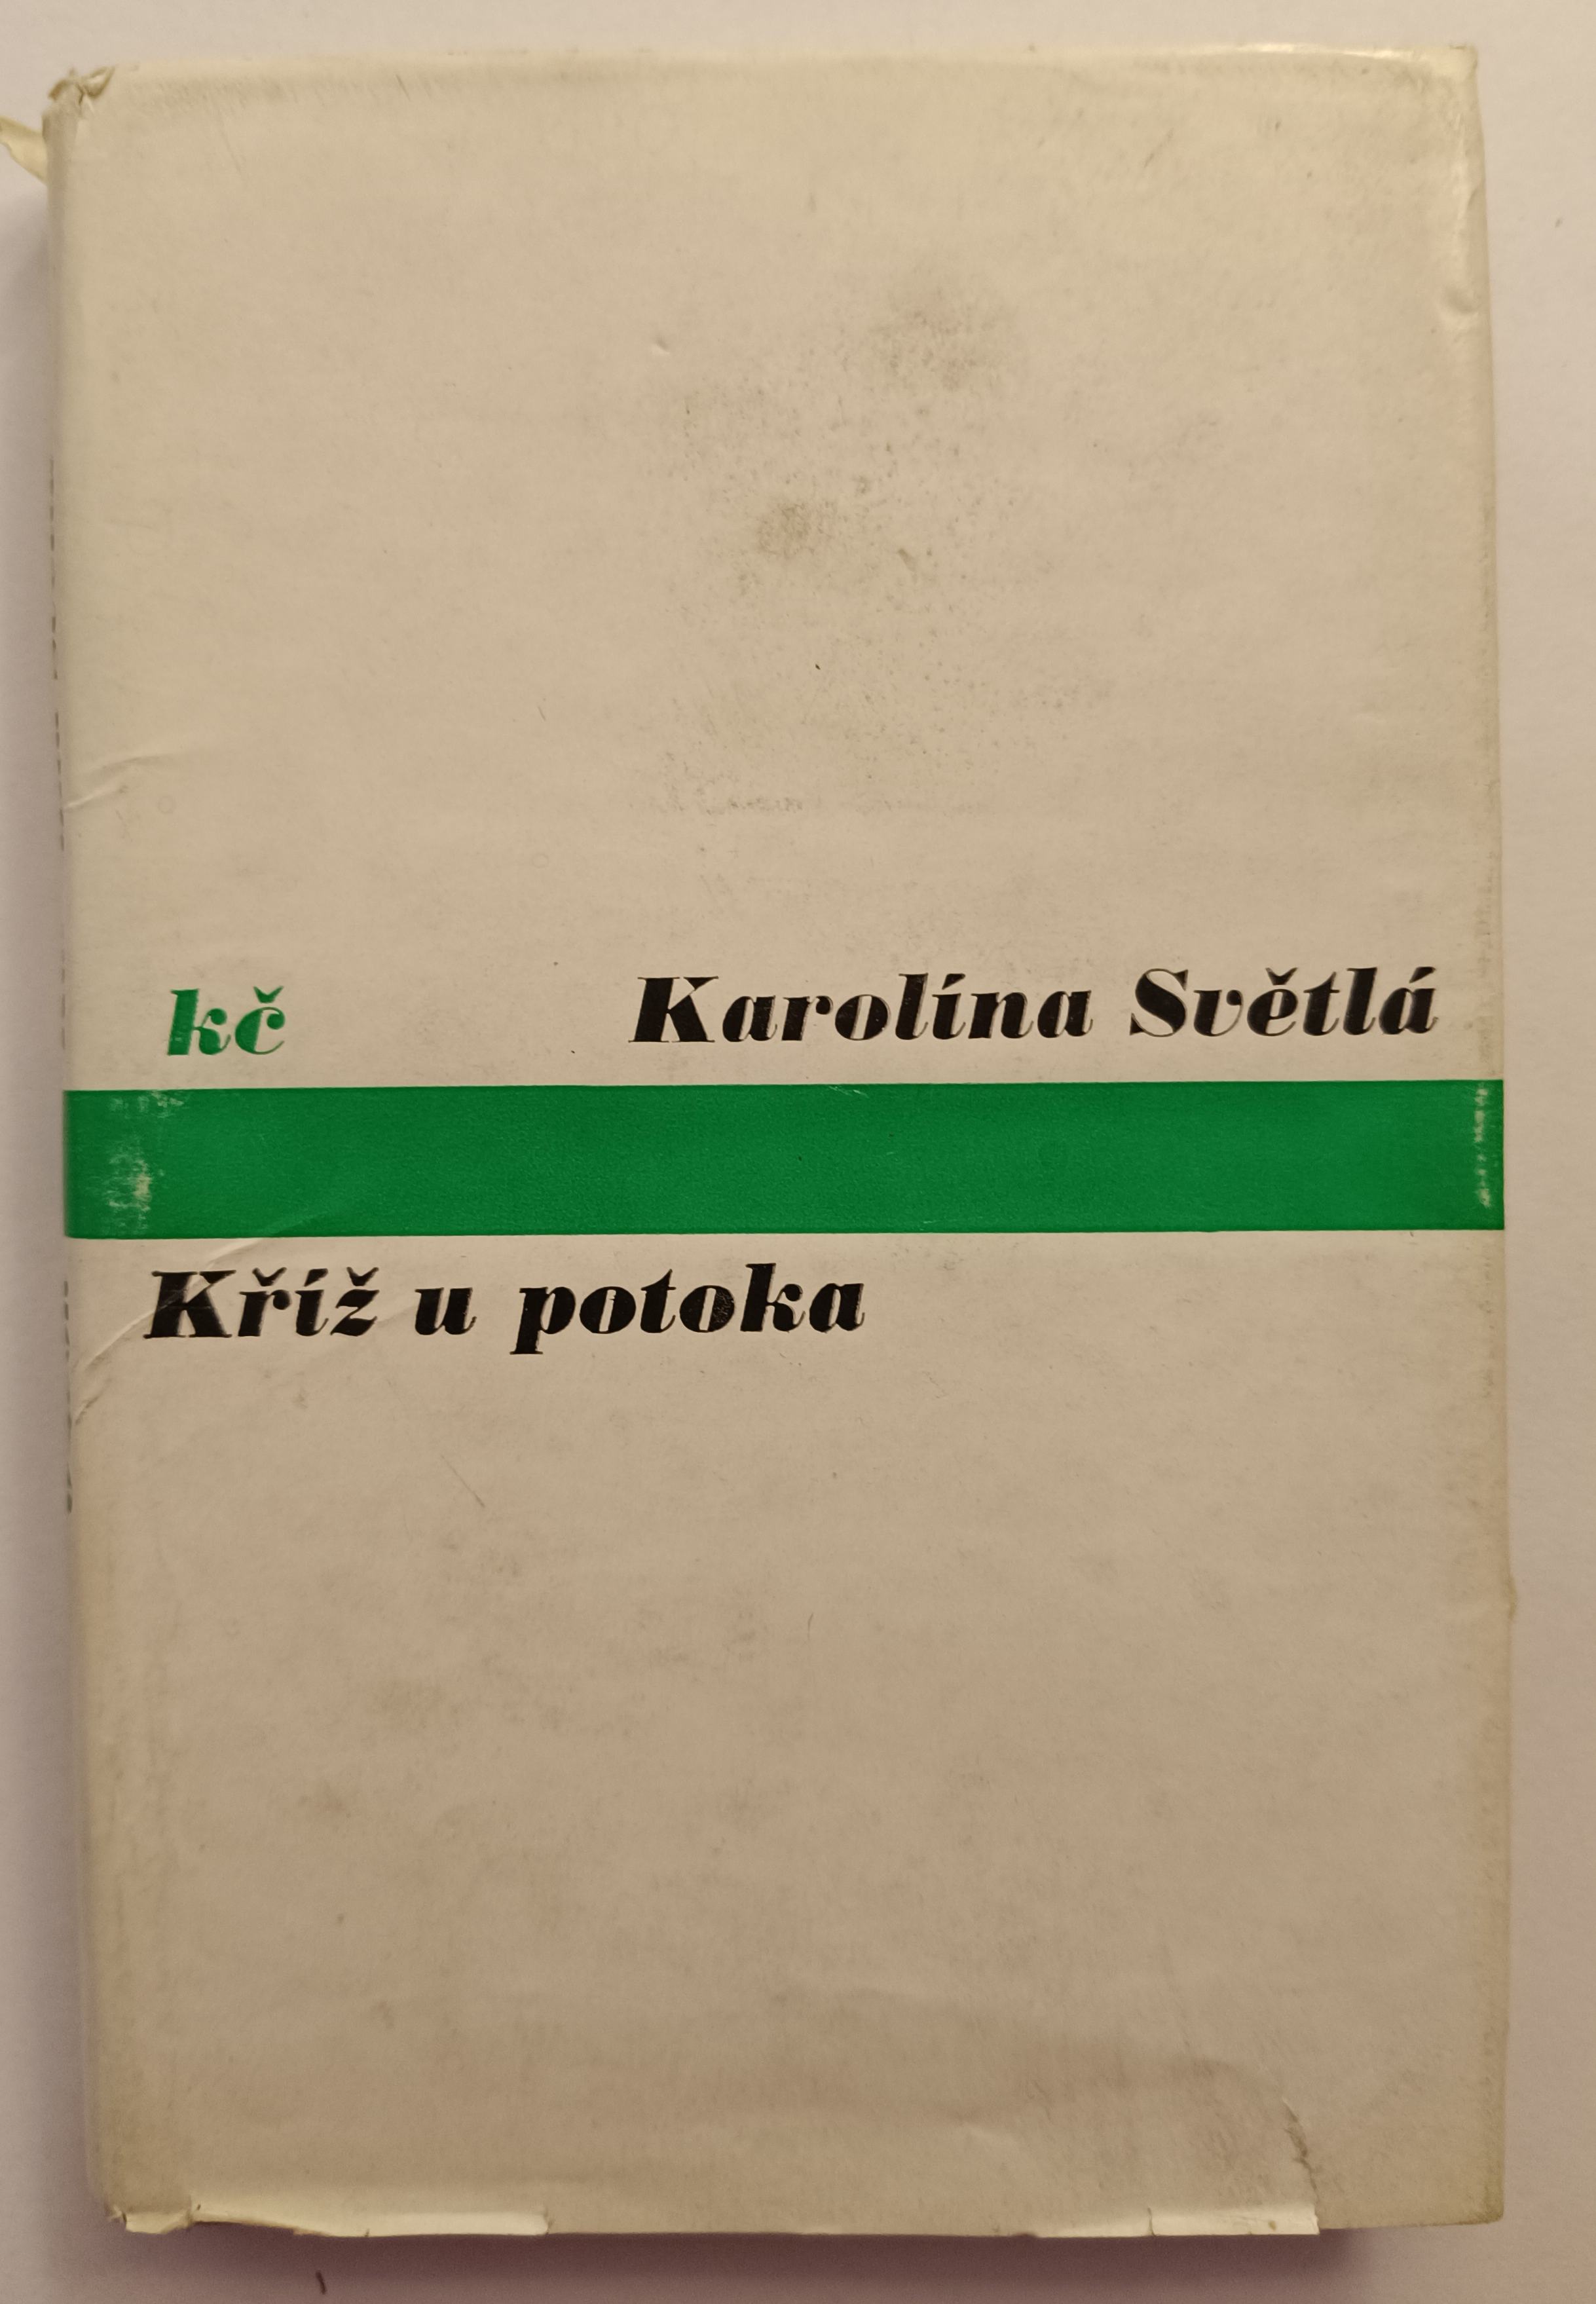 kč Karolína Světlá
Kříž u potoka